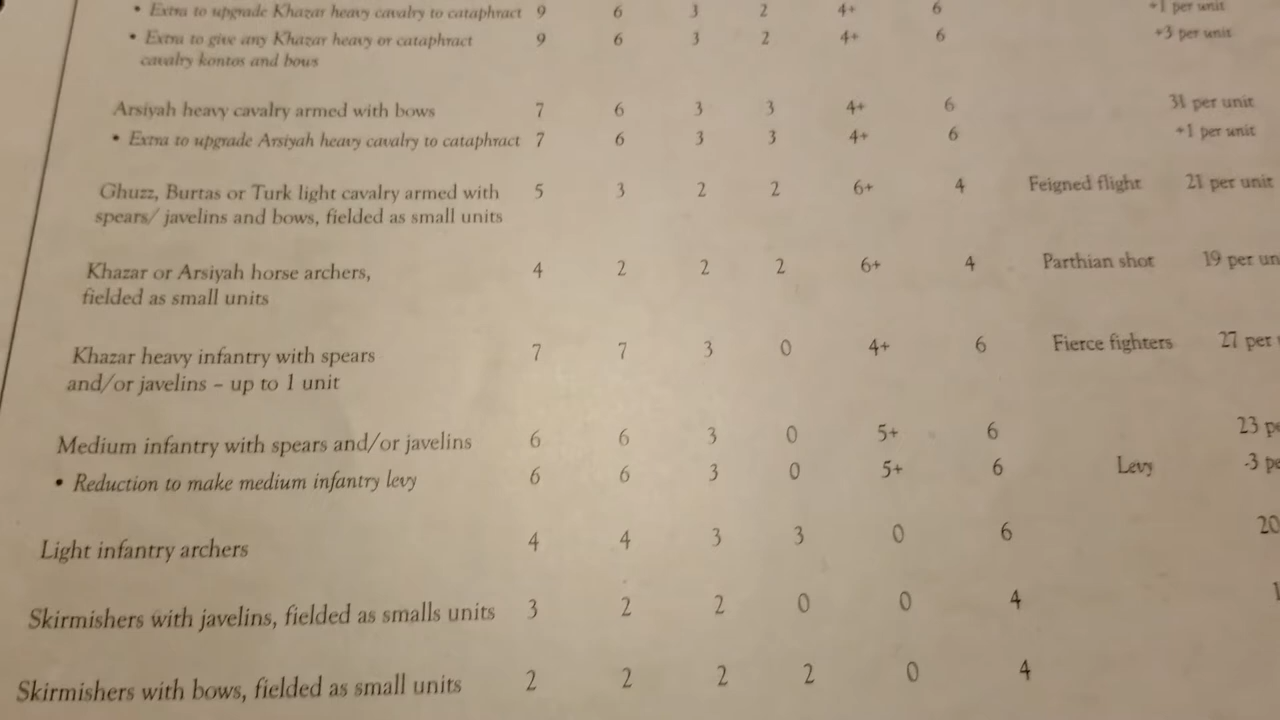 • Extra to upgrade Khazar heavy cavalry to cataphract 9 6 3 2 4+ 6 +1 per unit
• Extra to give any Khazar heavy or cataphract 9 6 3 2 4+ 6 +3 per unit
cavalry kontos and bows
Arsiyah heavy cavalry armed with bows 7 6 3 3 4+ 6 31 per unit
• Extra to upgrade Arsiyah heavy cavalry to cataphract 7 6 3 3 4+ 6 +1 per unit
Ghuzz, Burtas or Turk light cavalry armed with 5 3 2 2 6+ 4 Feigned flight 21 per unit
spears/ javelins and bows, fielded as small units
Khazar or Arsiyah horse archers, 4 2 2 2 6+ 4 Parthian shot 19 per un
fielded as small units
Khazar heavy infantry with spears 7 7 3 0 4+ 6 Fierce fighters 27 per
and/or javelins – up to 1 unit
Medium infantry with spears and/or javelins 6 6 3 0 5+ 6 23 pe
• Reduction to make medium infantry levy 6 6 3 0 5+ 6 Levy -3 pe
Light infantry archers 4 4 3 3 0 6 20
Skirmishers with javelins, fielded as smalls units 3 2 2 0 0 4 1
Skirmishers with bows, fielded as small units 2 2 2 2 0 4